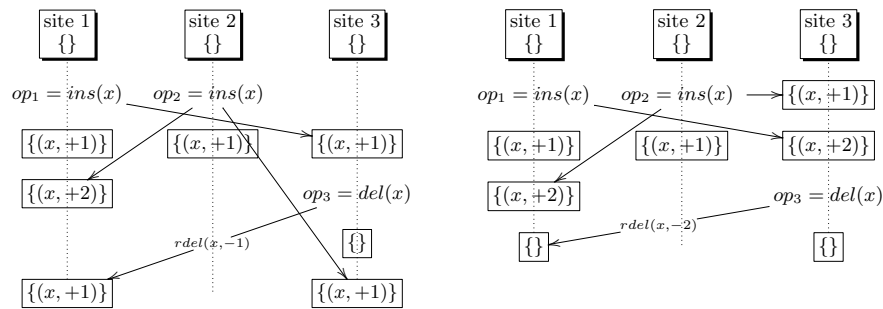 site 1 {}
site 2 {}
site 3 {}
op₁ = ins(x)
op₂ = ins(x)
{(x, +1)}
{(x, +1)}
{(x, +1)}
{(x, +2)}
op₃ = del(x)
{}
rdel(x,−1)
{(x, +1)}
{(x, +1)}
site 1 {}
site 2 {}
site 3 {}
op₁ = ins(x)
op₂ = ins(x)
{(x, +1)}
{(x, +1)}
{(x, +1)}
{(x, +2)}
{(x, +2)}
op₃ = del(x)
rdel(x,−2)
{}
{}